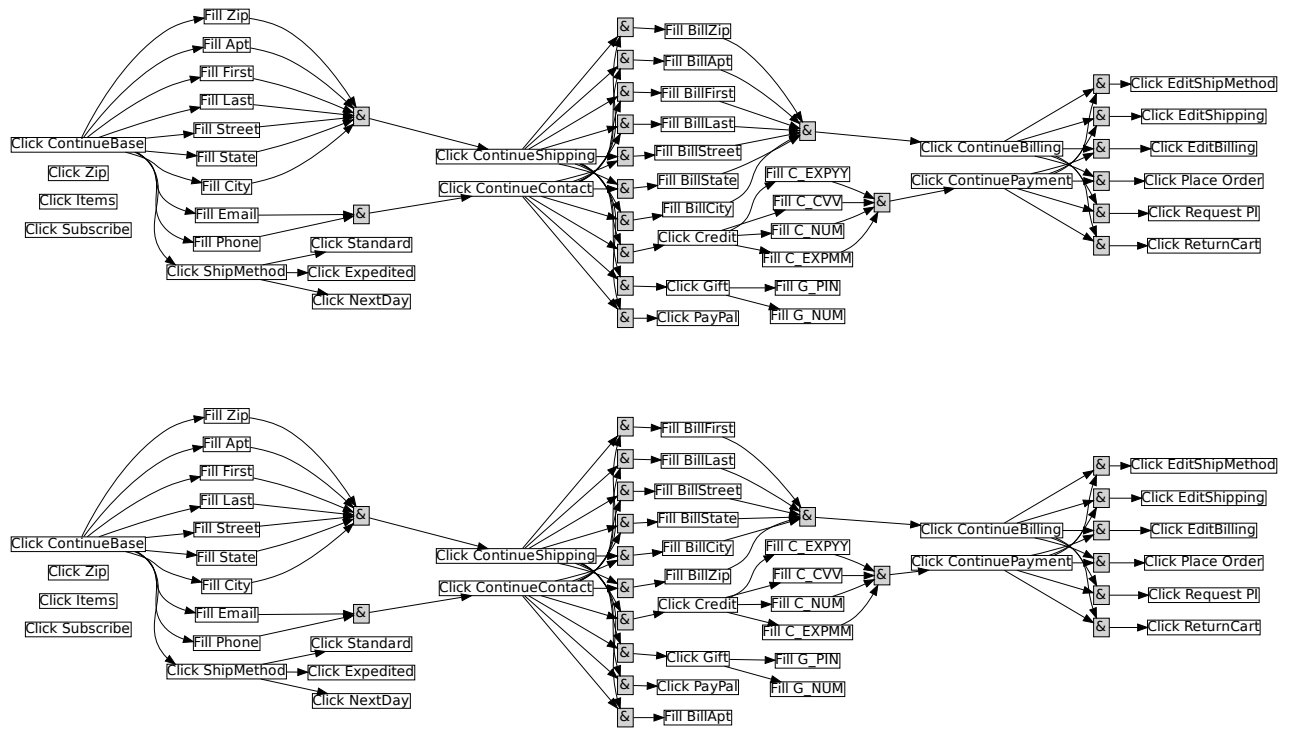 Fill Zip
Fill Apt
Fill First
Fill Last
Fill Street
Click ContinueBase
Fill State
Click Zip
Fill City
Click Items
Fill Email
Click Subscribe
Fill Phone
Click ShipMethod
Click Standard
Click Expedited
Click NextDay
&
&
Click ContinueShipping
Click ContinueContact
&
&
&
&
&
&
&
&
&
&
Fill BillZip
Fill BillApt
Fill BillFirst
Fill BillLast
Fill BillStreet
Fill BillState
Fill BillCity
Click Credit
Click Gift
Click PayPal
&
Fill C_EXPYY
Fill C_CVV
Fill C_NUM
Fill C_EXPMM
Fill G_PIN
Fill G_NUM
&
Click ContinueBilling
Click ContinuePayment
&
&
&
&
&
&
Click EditShipMethod
Click EditShipping
Click EditBilling
Click Place Order
Click Request PI
Click ReturnCart
Fill Zip
Fill Apt
Fill First
Fill Last
Fill Street
Click ContinueBase
Fill State
Click Zip
Fill City
Click Items
Fill Email
Click Subscribe
Fill Phone
Click ShipMethod
Click Standard
Click Expedited
Click NextDay
&
&
Click ContinueShipping
Click ContinueContact
&
&
&
&
&
&
&
&
&
&
Fill BillFirst
Fill BillLast
Fill BillStreet
Fill BillState
Fill BillCity
Fill BillZip
Click Credit
Click Gift
Click PayPal
Fill BillApt
&
Fill C_EXPYY
Fill C_CVV
Fill C_NUM
Fill C_EXPMM
Fill G_PIN
Fill G_NUM
&
Click ContinueBilling
Click ContinuePayment
&
&
&
&
&
&
Click EditShipMethod
Click EditShipping
Click EditBilling
Click Place Order
Click Request PI
Click ReturnCart